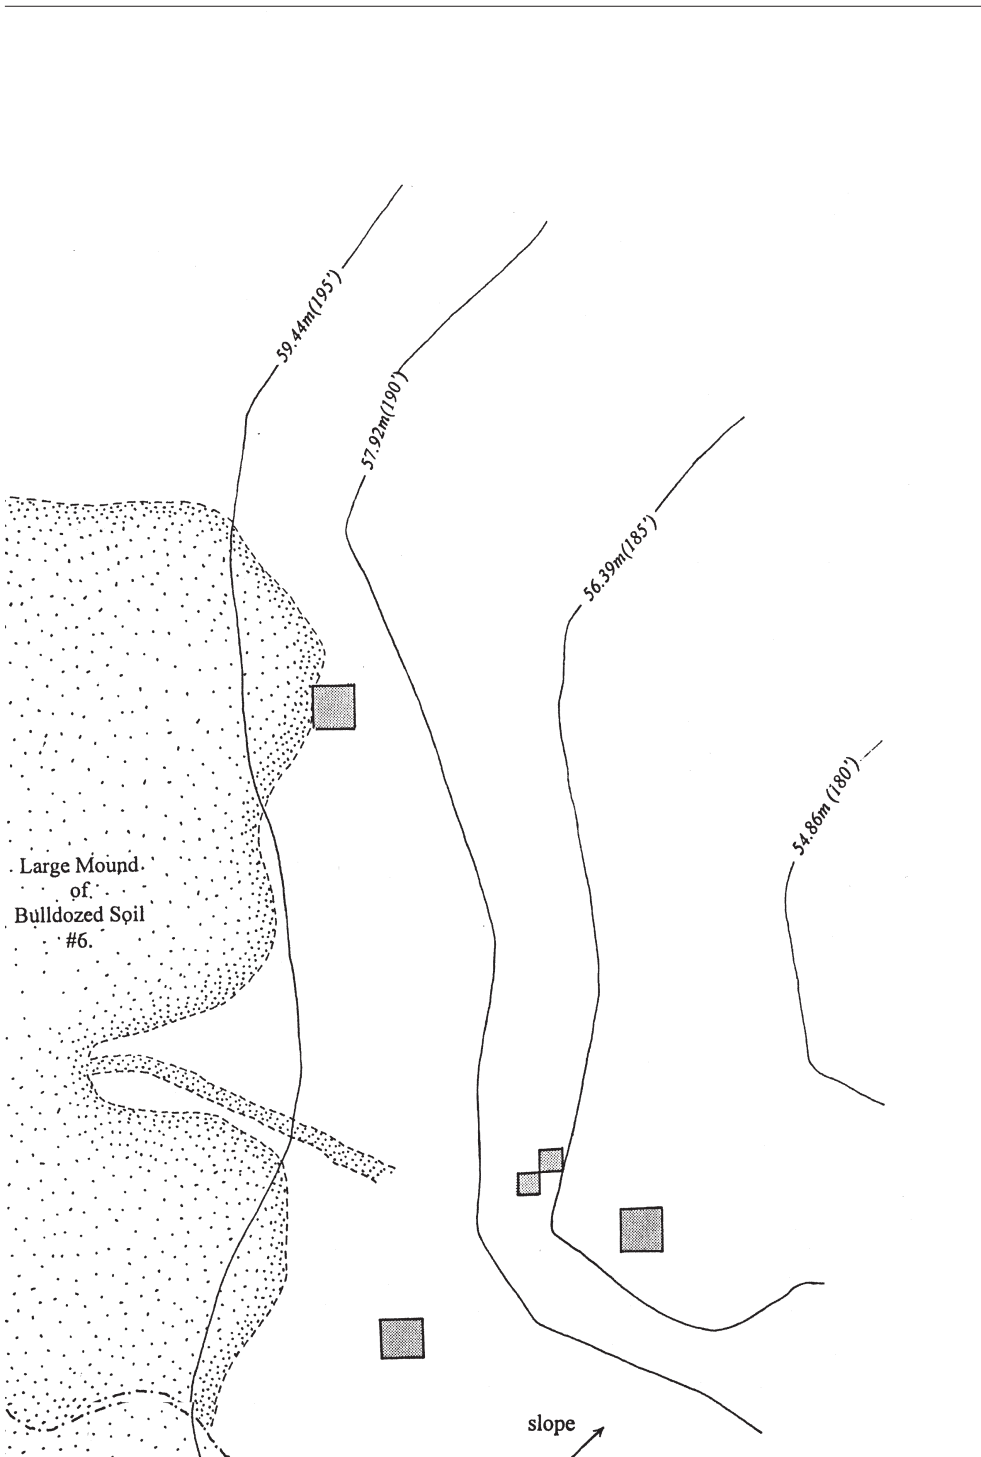 59.44m(195')
57.92m(190')
56.39m(185')
54.86m (180')
Large Mound
of
Bulldozed Soil
#6.
slope